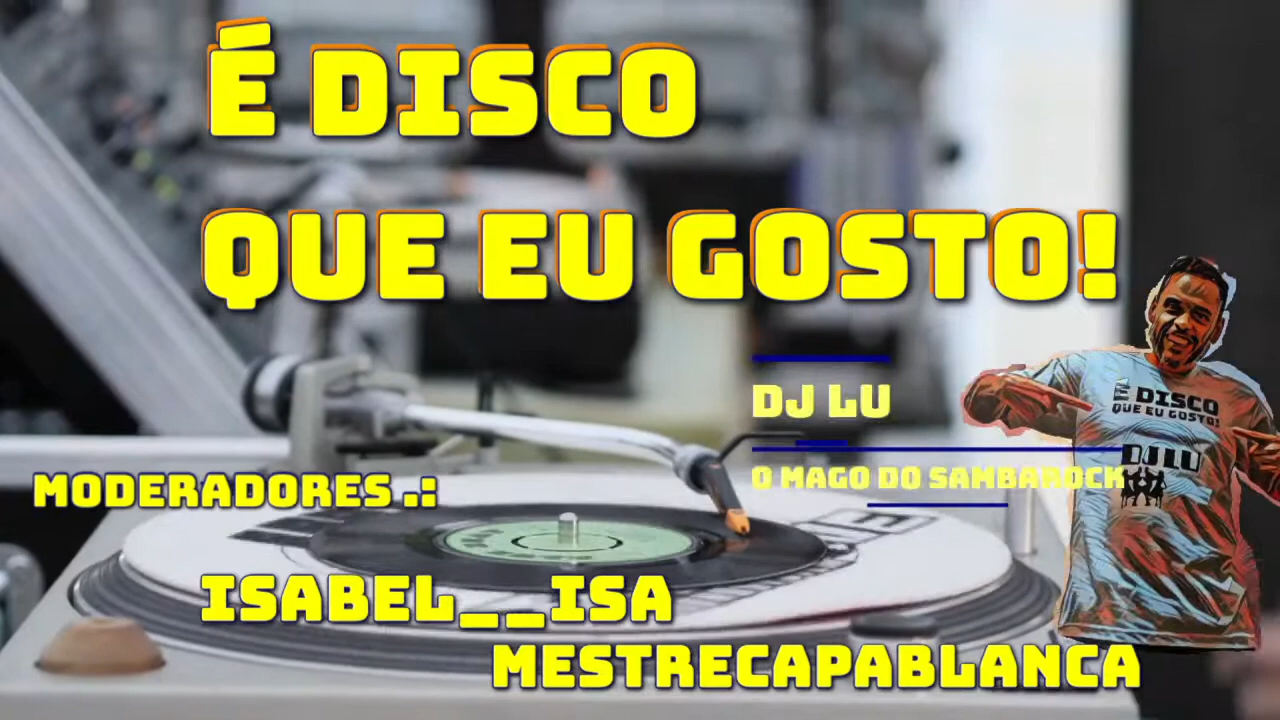 É DISCO
QUE EU GOSTO!
DJ LU
O MAGO DO SAMBAROCK
É DISCO
QUE EU GOSTO!
DJ LU
MODERADORES .:
ISABEL__ISA
MESTRECAPABLANCA